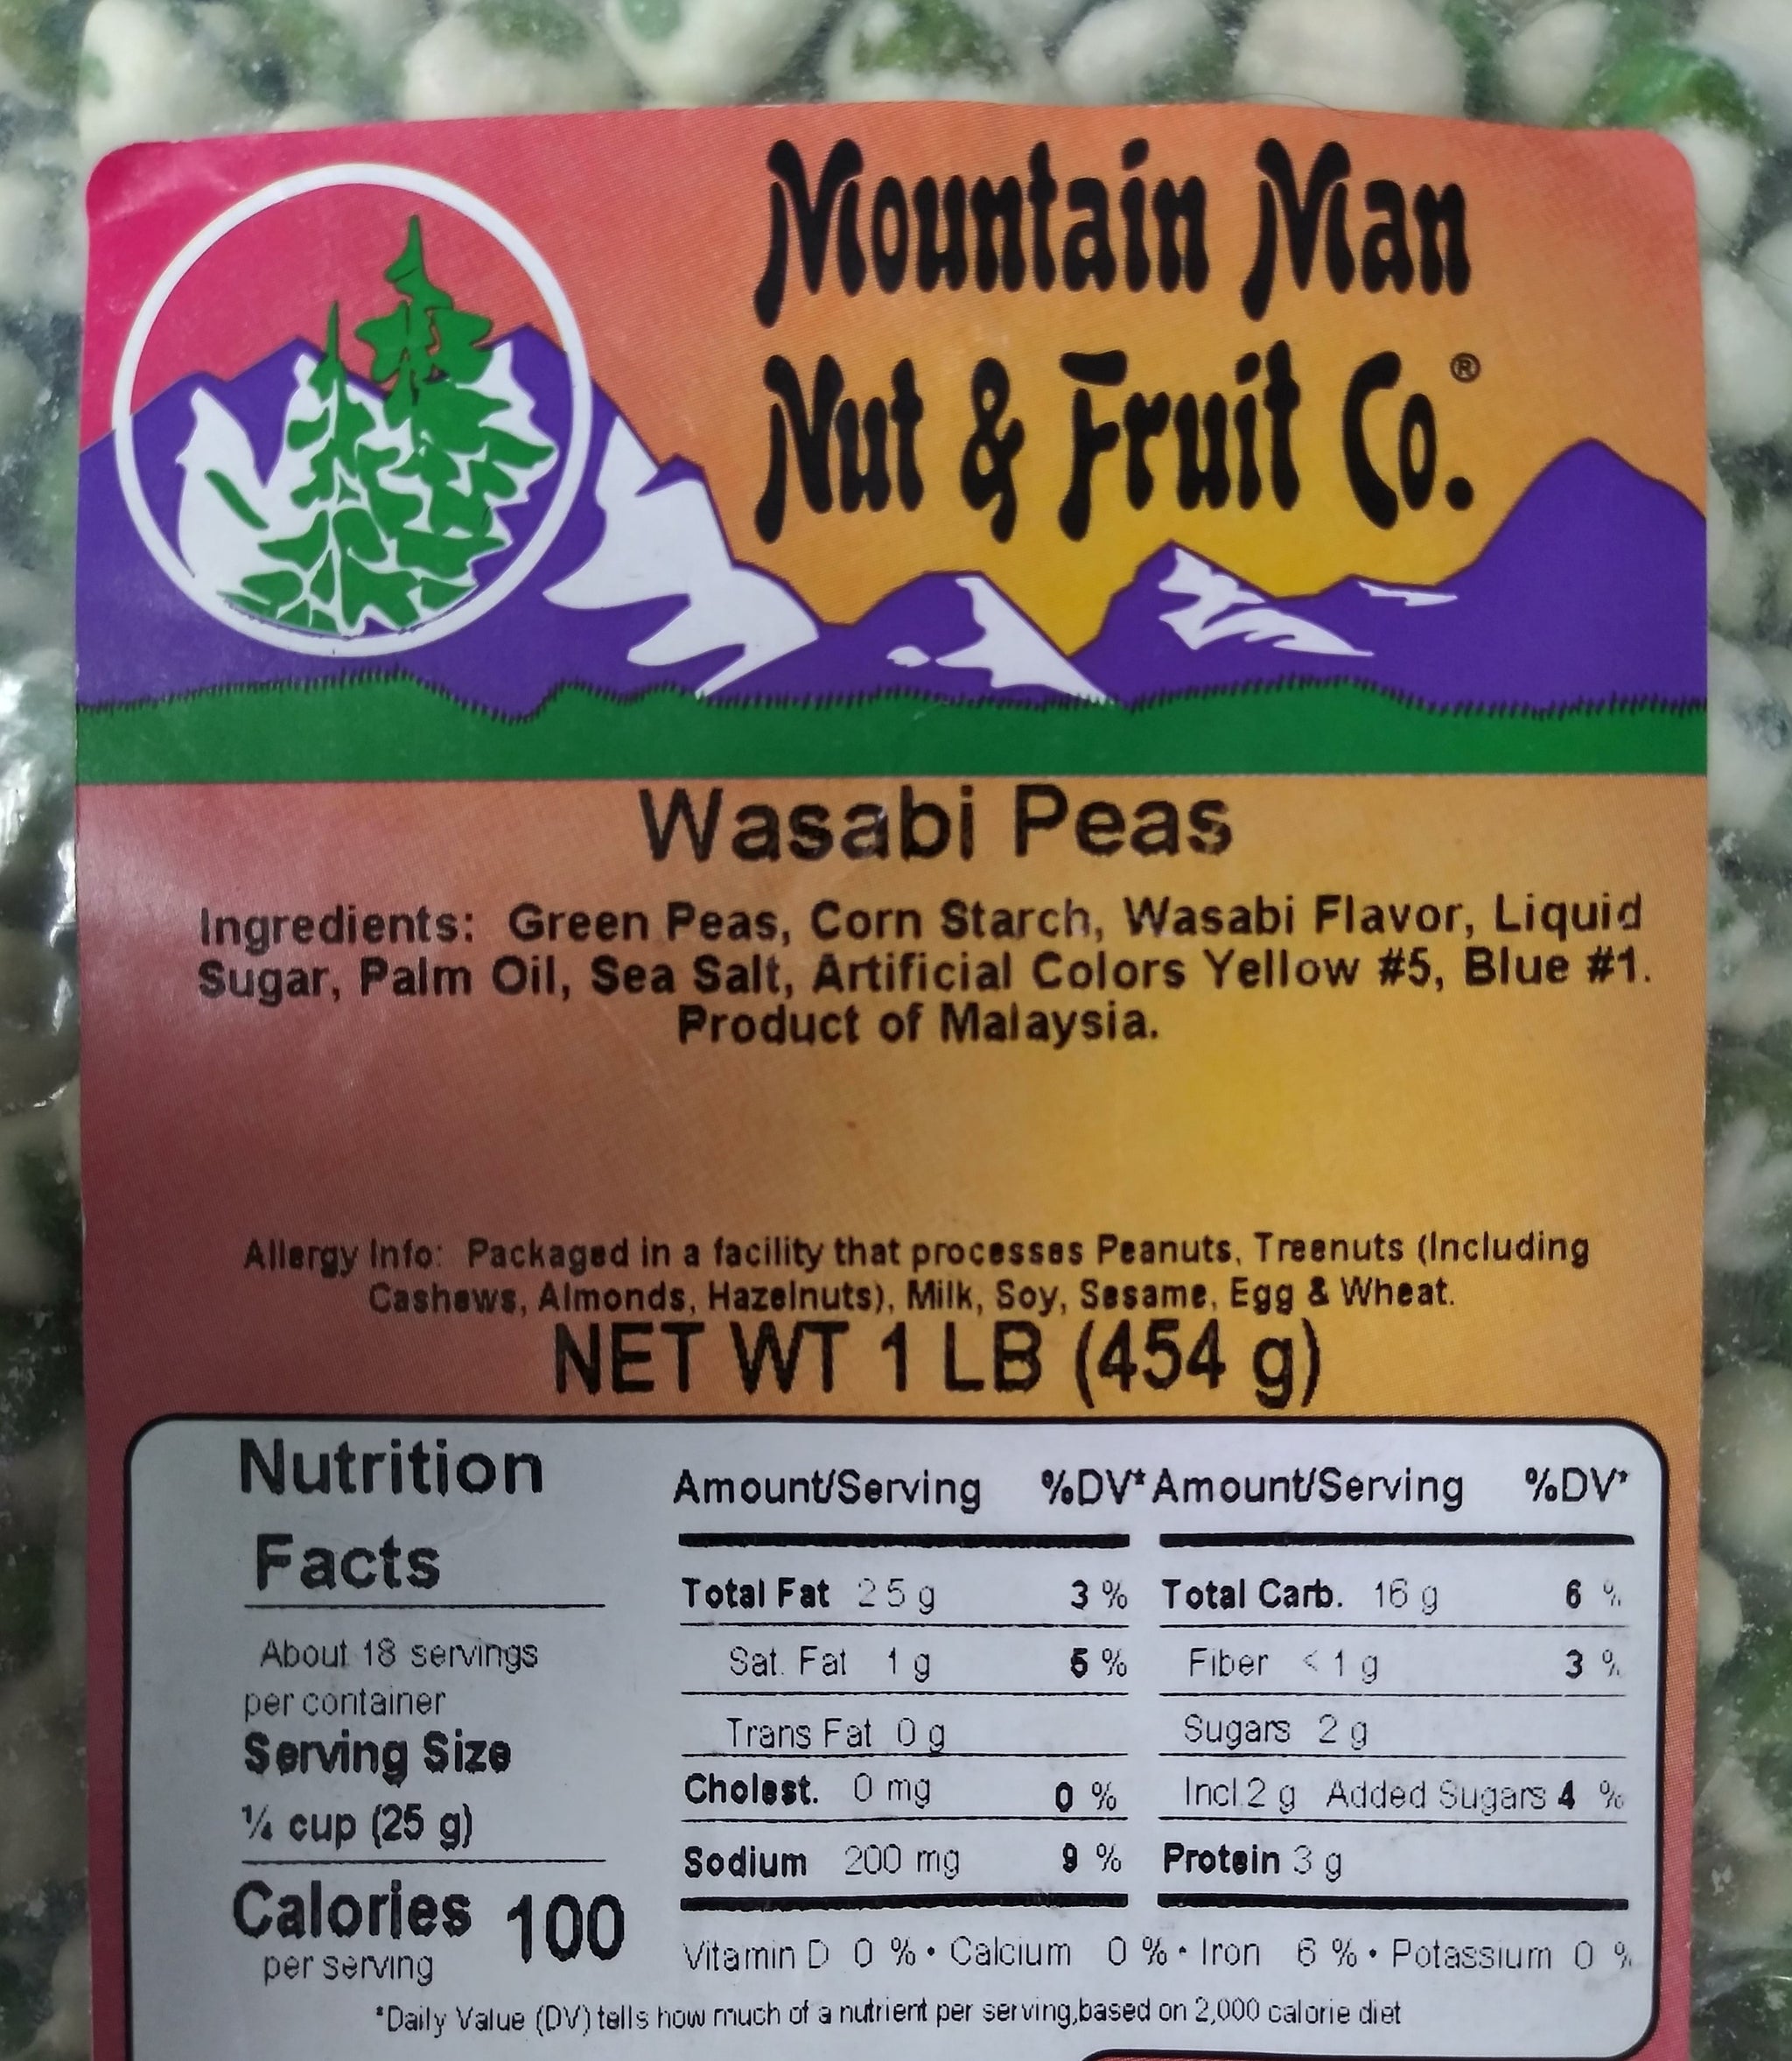 Mountain Man
Nut & Fruit Co.®
Wasabi Peas
Ingredients: Green Peas, Corn Starch, Wasabi Flavor, Liquid
Sugar, Palm Oil, Sea Salt, Artificial Colors Yellow #5, Blue #1.
Product of Malaysia.
Allergy Info: Packaged in a facility that processes Peanuts, Treenuts (Including
Cashews, Almonds, Hazelnuts), Milk, Soy, Sesame, Egg & Wheat.
NET WT 1 LB (454 g)
Nutrition
Facts
About 18 servings
per container
Serving Size
¼ cup (25 g)
Calories 100
per serving
Amount/Serving %DV*
Total Fat 2 5 g 3 %
Sat. Fat 1 g 5 %
Trans Fat 0 g
Cholest. 0 mg 0 %
Sodium 200 mg 9 %
Amount/Serving %DV*
Total Carb. 16 g 6 %
Fiber < 1 g 3 %
Sugars 2 g
Incl.2 g Added Sugars 4 %
Protein 3 g
Vitamin D 0 % • Calcium 0 % • Iron 6 % • Potassium 0 %
*Daily Value (DV) tells how much of a nutrient per serving,based on 2,000 calorie diet